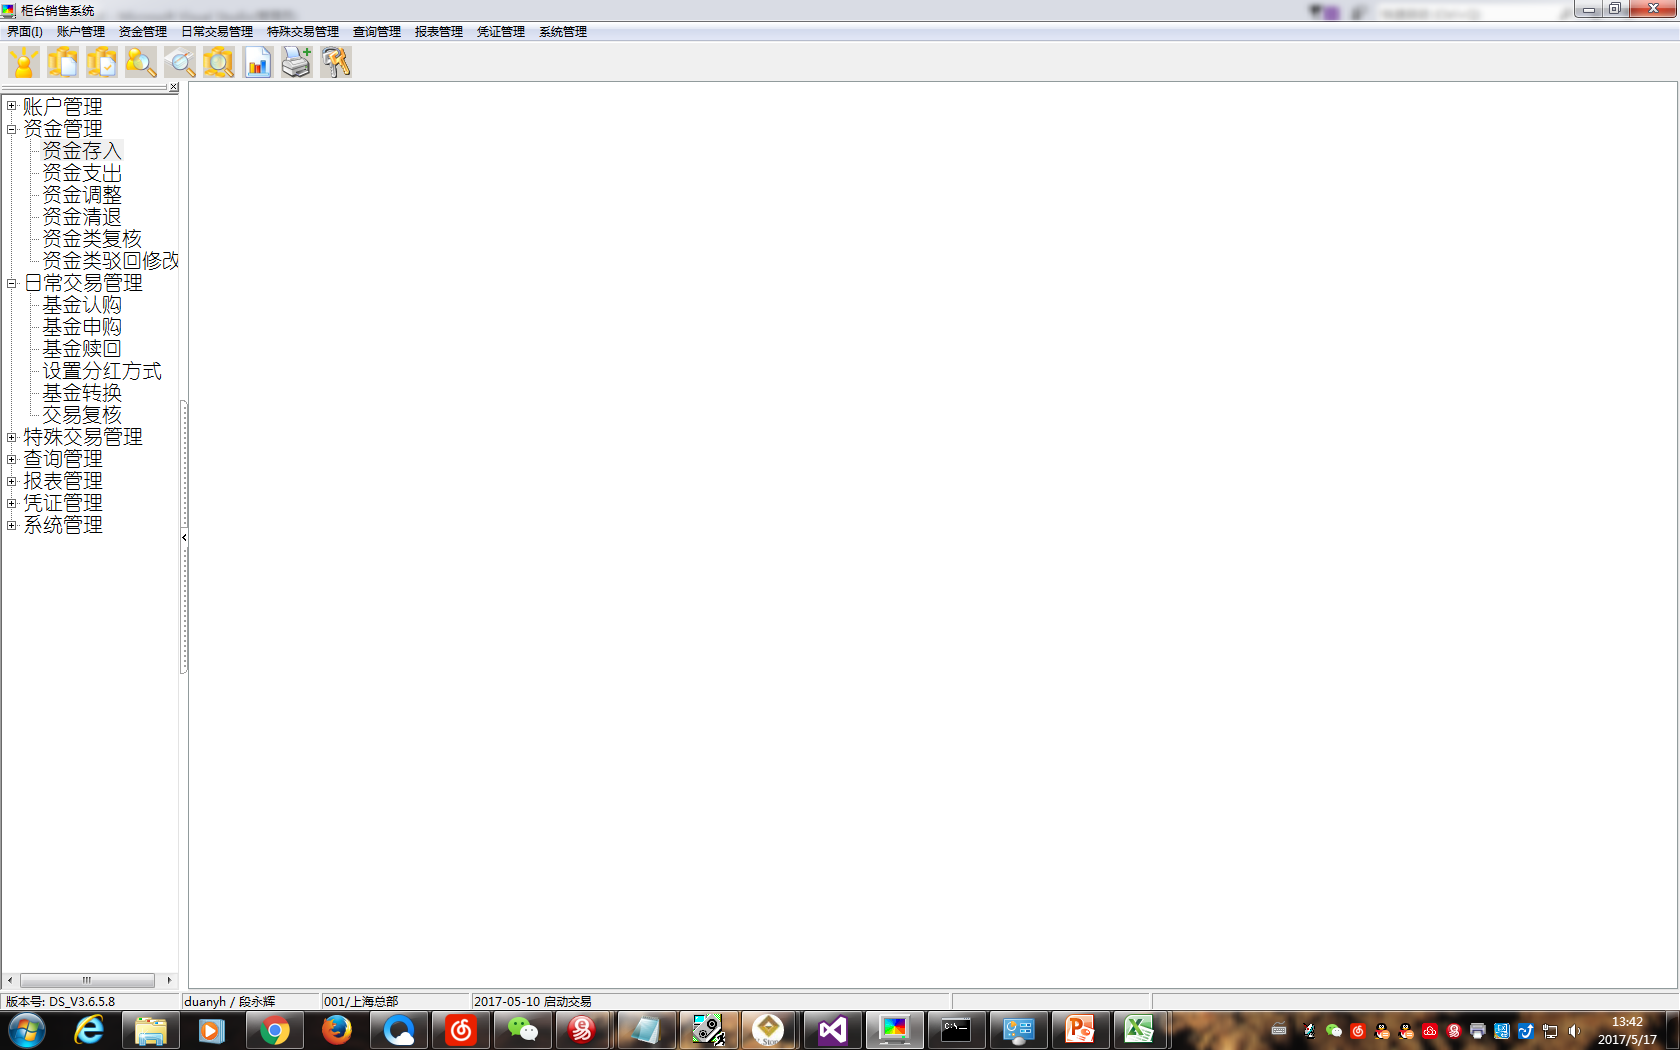 柜台销售系统
界面(I) 账户管理 资金管理 日常交易管理 特殊交易管理 查询管理 报表管理 凭证管理 系统管理
账户管理
资金管理
资金存入
资金支出
资金调整
资金清退
资金类复核
资金类驳回修改
日常交易管理
基金认购
基金申购
基金赎回
设置分红方式
基金转换
交易复核
特殊交易管理
查询管理
报表管理
凭证管理
系统管理
版本号: DS_V3.6.5.8 duanyh / 段永辉 001/上海总部 2017-05-10 启动交易
13:42
2017/5/17